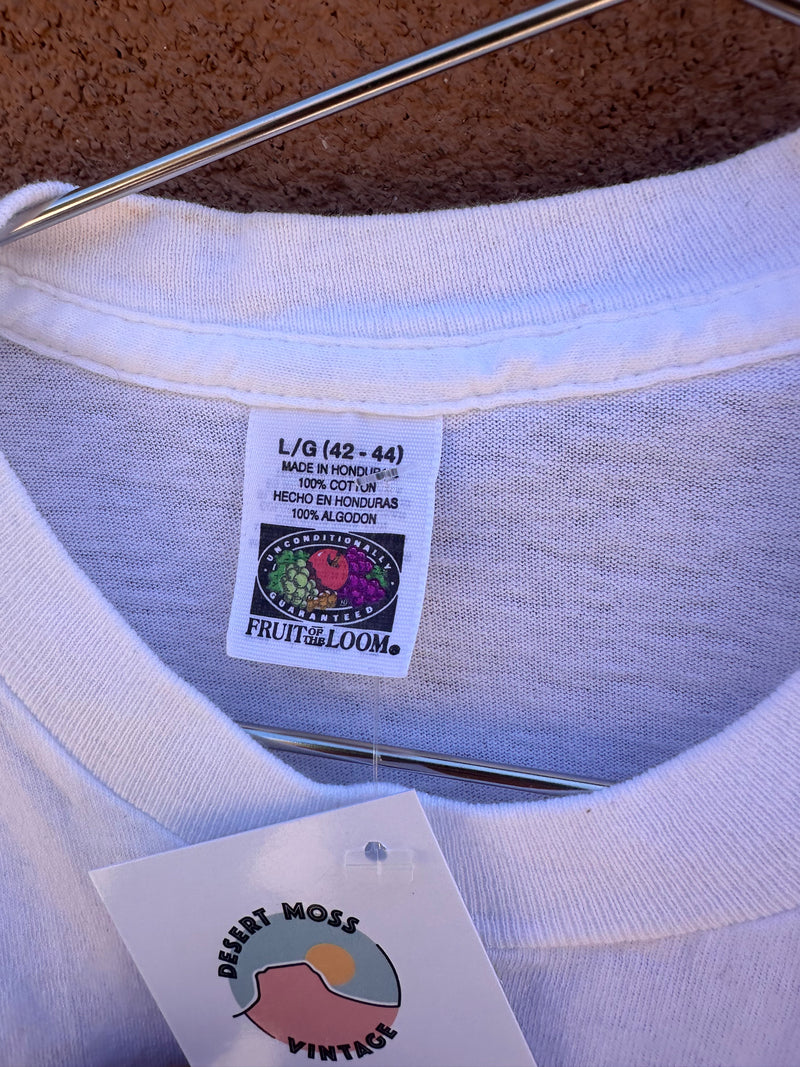 L/G (42 - 44)
MADE IN HONDURAS
100% COTTON
HECHO EN HONDURAS
100% ALGODON
UNCONDITIONALLY
GUARANTEED
FRUIT OF THE LOOM
DESERT MOSS
VINTAGE